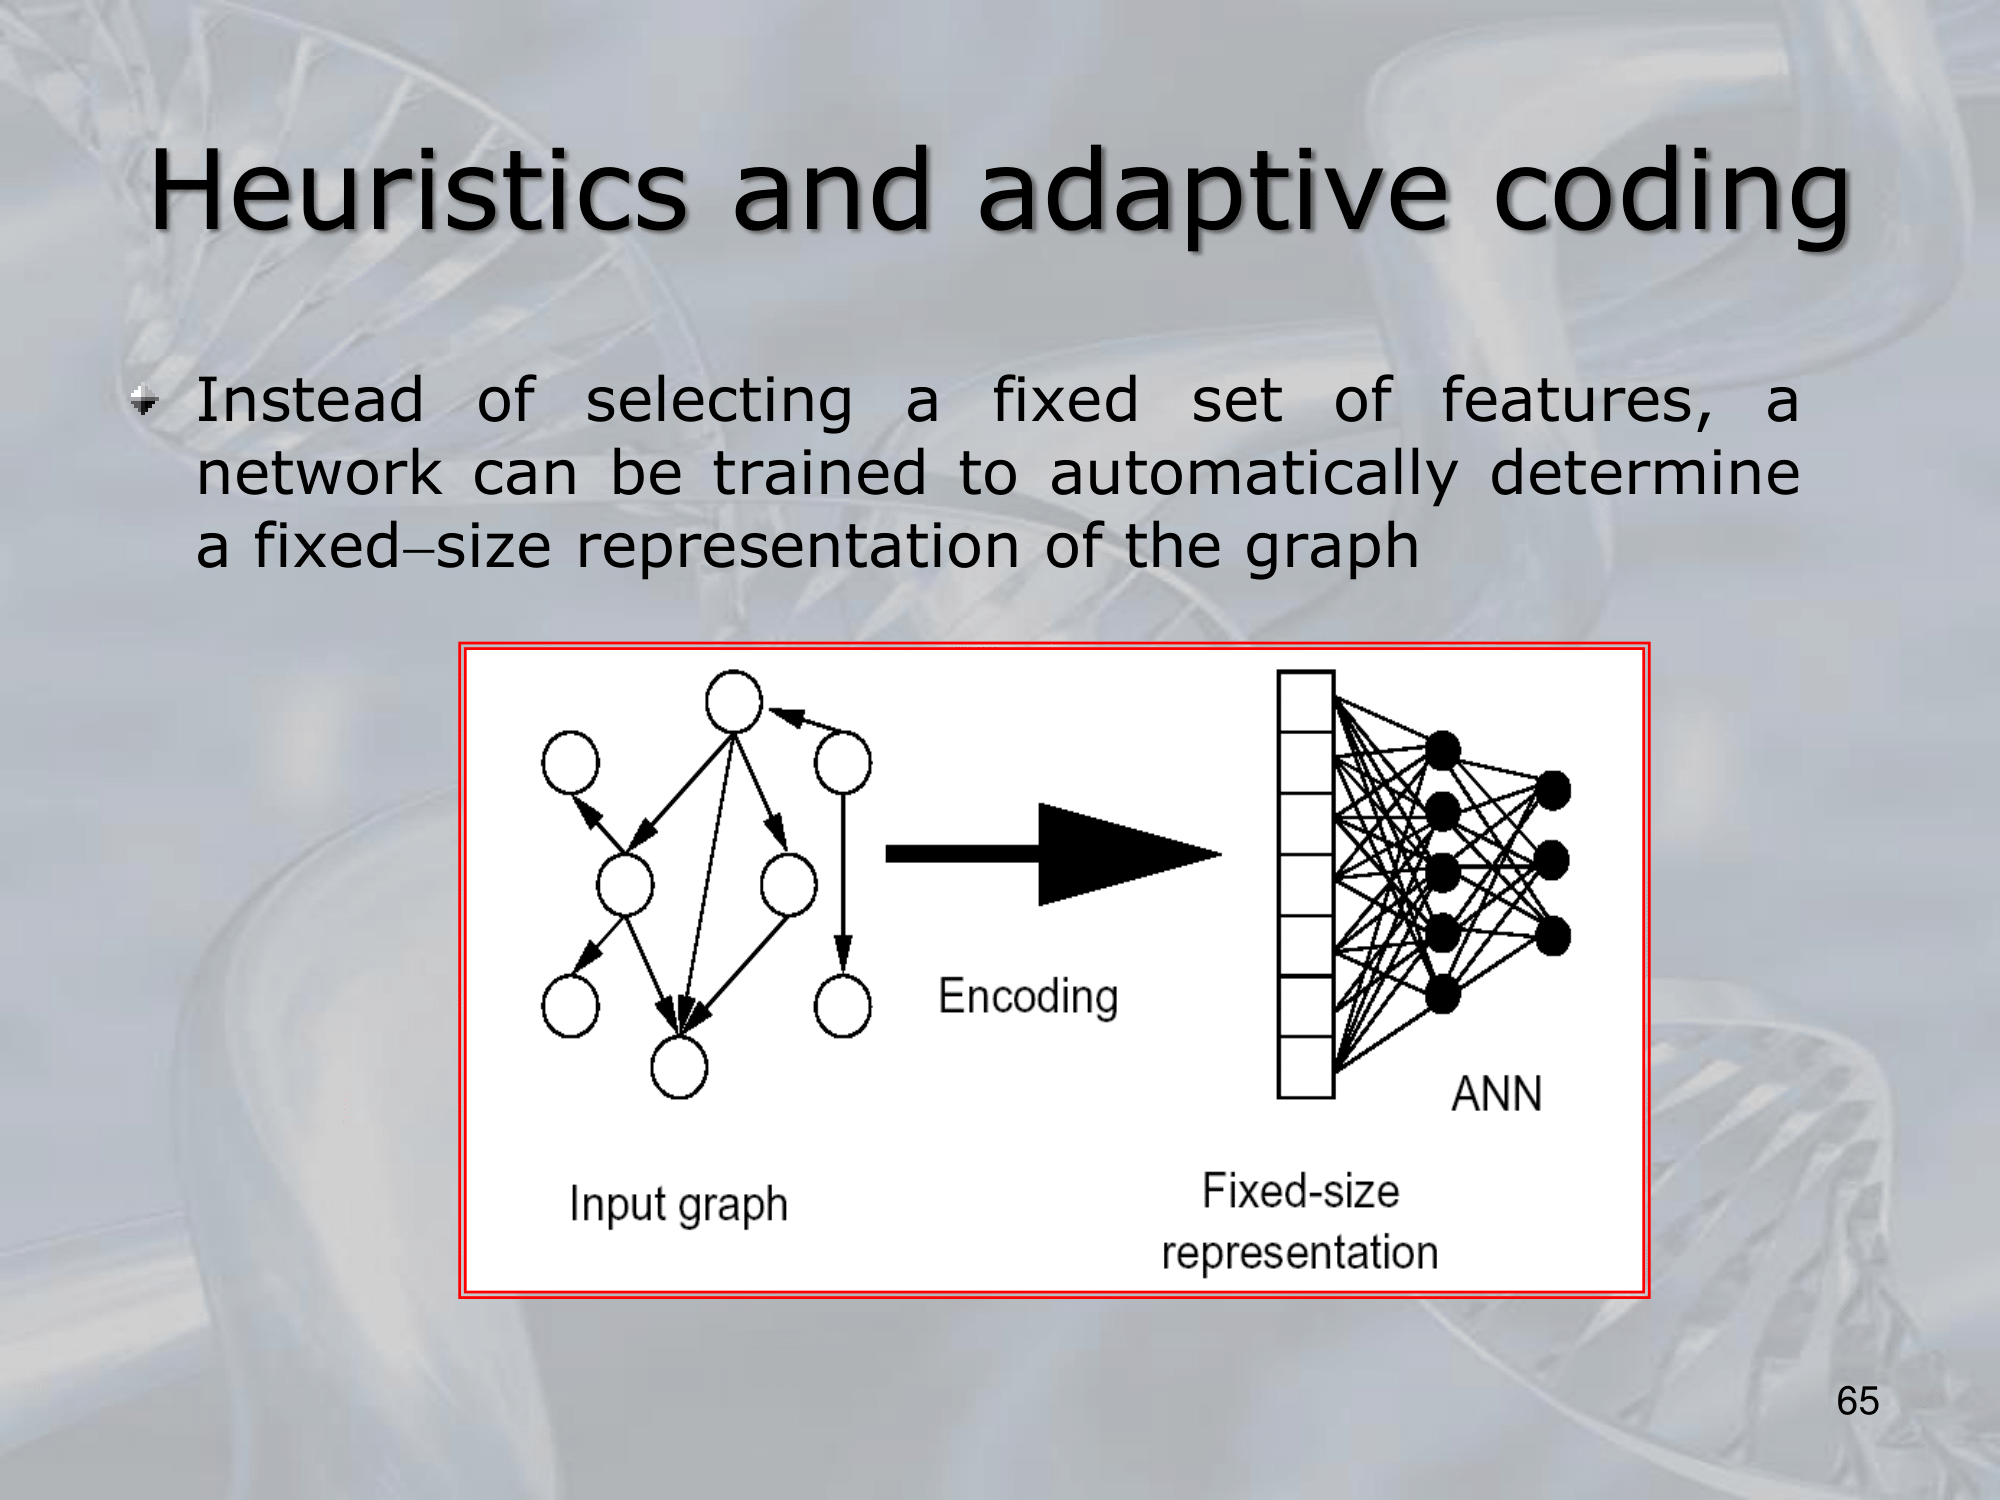 Heuristics and adaptive coding
Instead of selecting a fixed set of features, a
network can be trained to automatically determine
a fixed–size representation of the graph
Encoding
ANN
Input graph
Fixed-size
representation
65